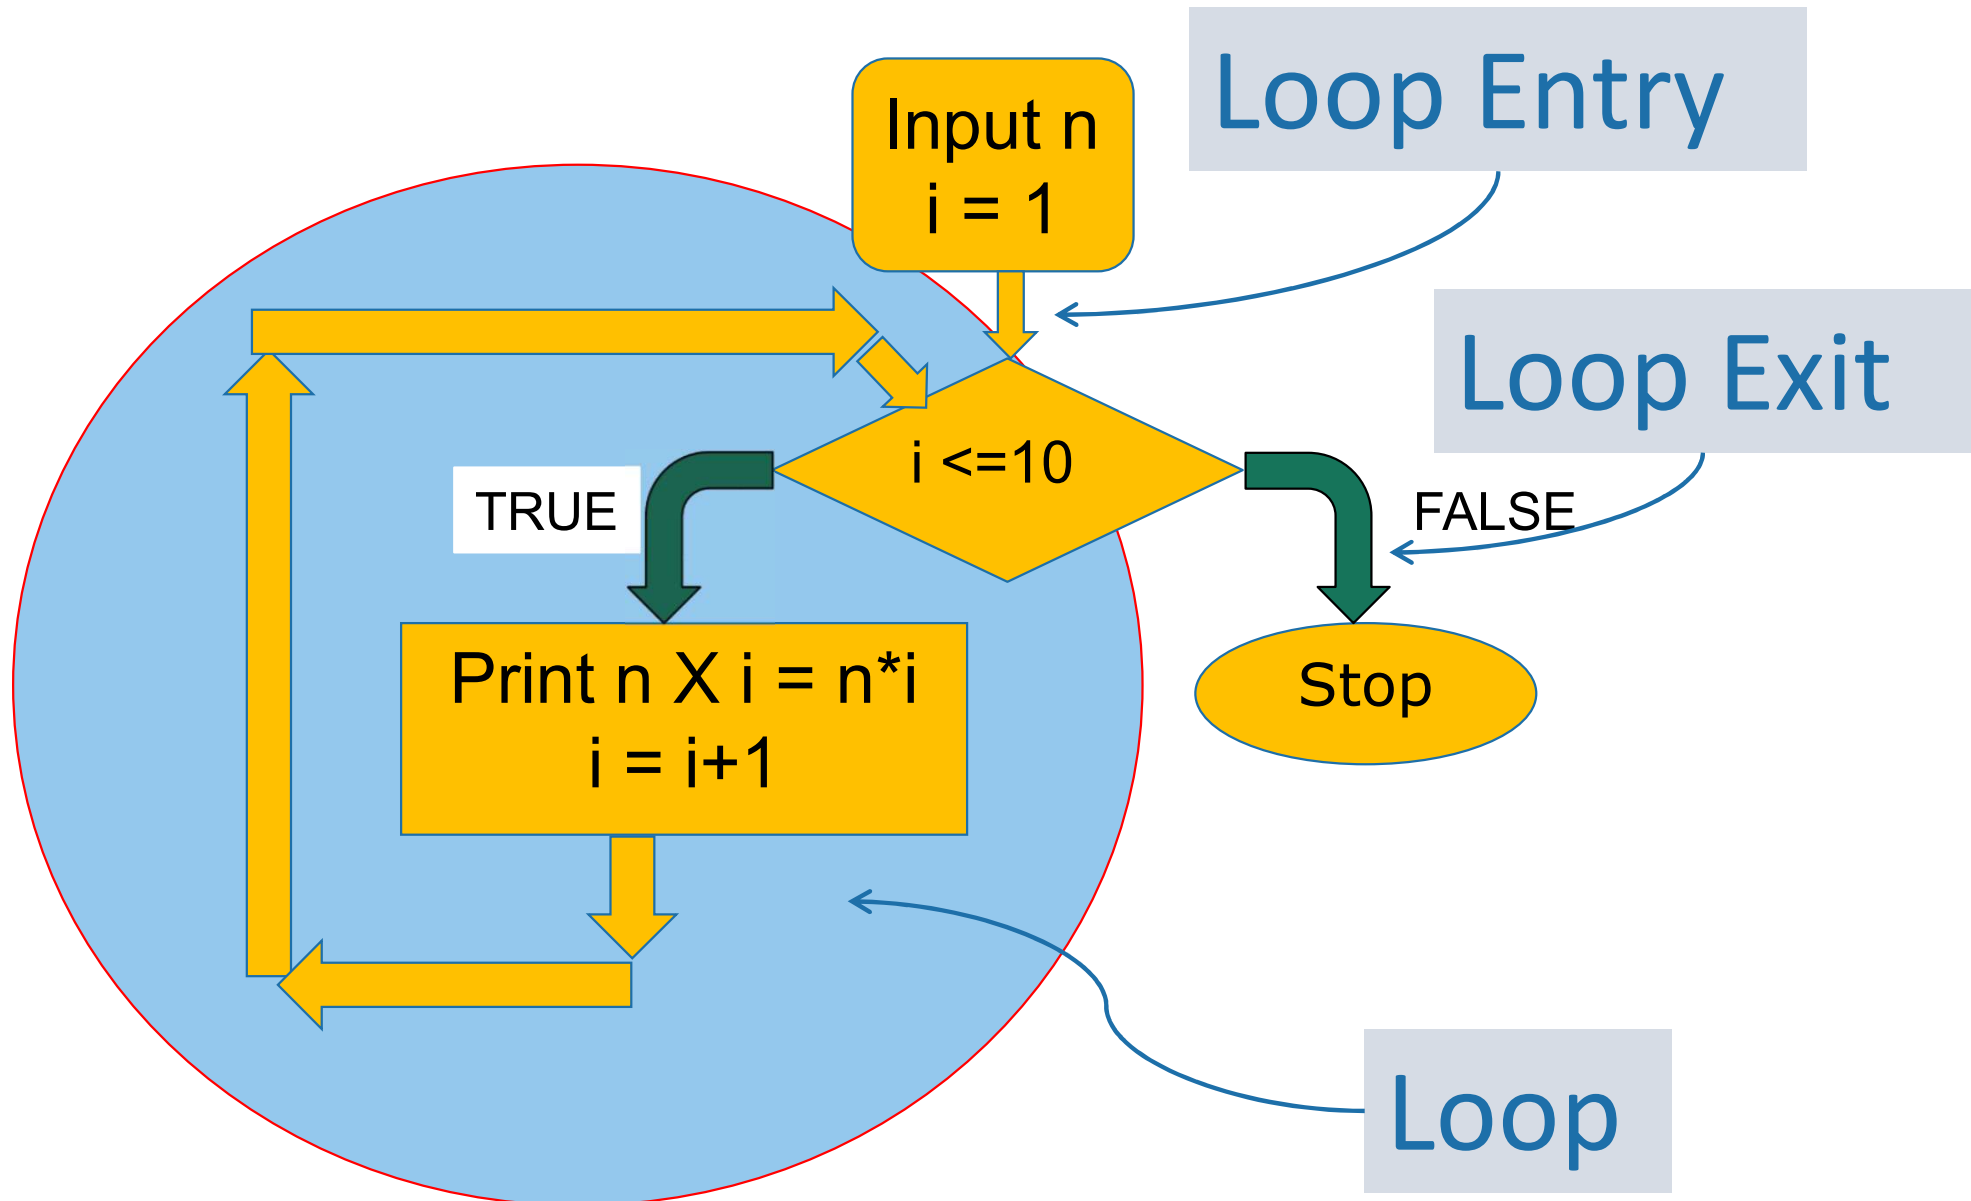 Loop Entry
Input n
i = 1
Loop Exit
i <=10
TRUE
FALSE
Print n X i = n*i
i = i+1
Stop
Loop